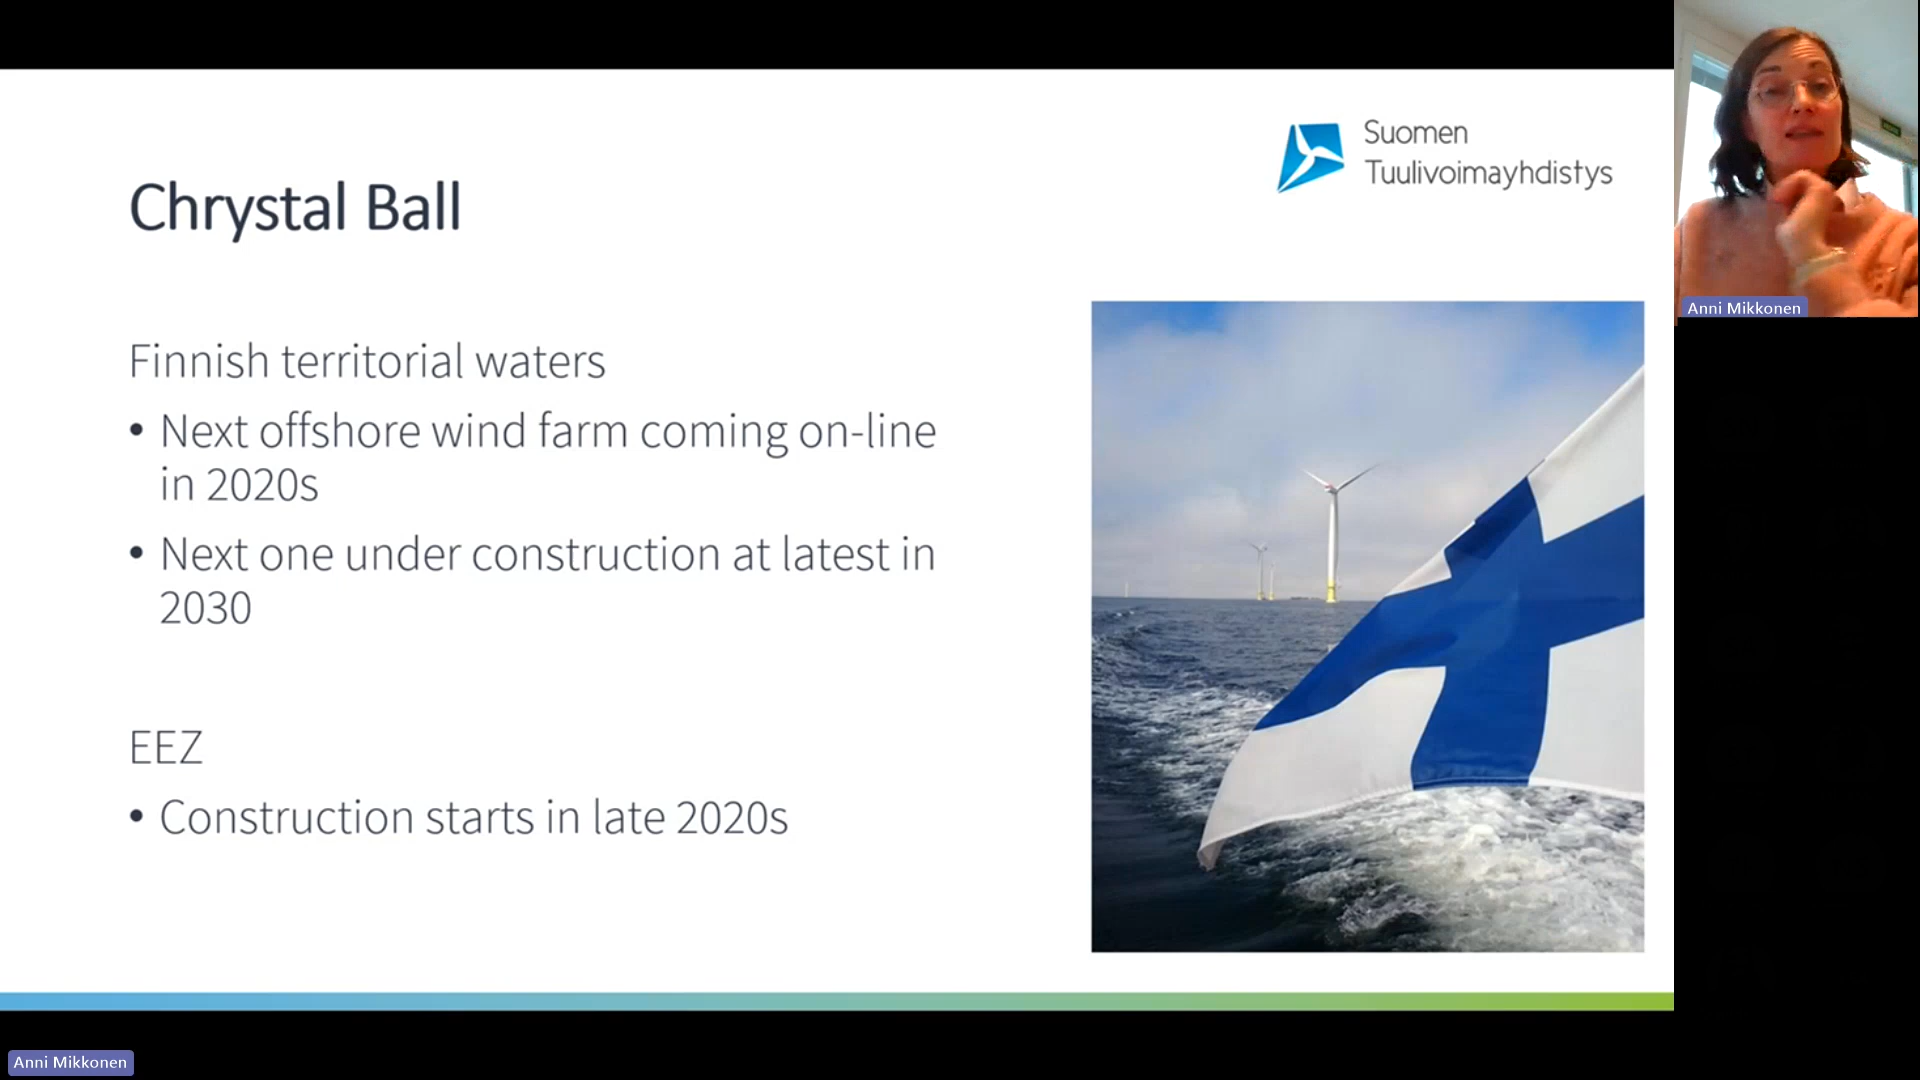 Suomen
Tuulivoimayhdistys
Chrystal Ball
Finnish territorial waters
• Next offshore wind farm coming on-line
in 2020s
• Next one under construction at latest in
2030
EEZ
• Construction starts in late 2020s
Anni Mikkonen
Anni Mikkonen